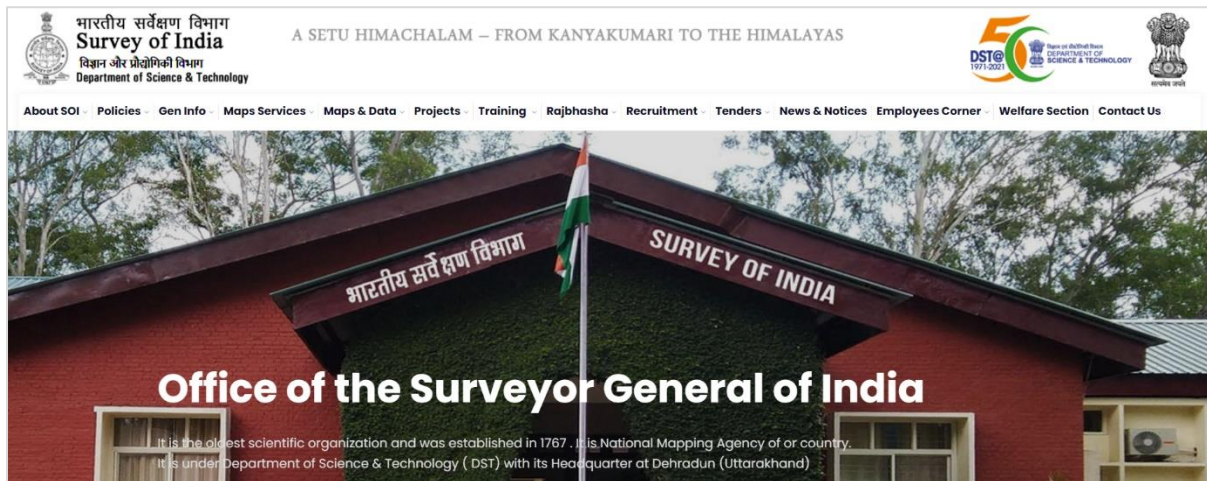 भारतीय सर्वेक्षण विभाग
Survey of India
विज्ञान और प्रौद्योगिकी विभाग
Department of Science & Technology
A SETU HIMACHALAM – FROM KANYAKUMARI TO THE HIMALAYAS
DST@
1971-2021
विज्ञान एवं प्रौद्योगिकी विभाग
DEPARTMENT OF
SCIENCE & TECHNOLOGY
सत्यमेव जयते
About SOI Policies Gen Info Maps Services Maps & Data Projects Training Rajbhasha Recruitment Tenders News & Notices Employees Corner Welfare Section Contact Us
भारतीय सर्वेक्षण विभाग
SURVEY OF INDIA
Office of the Surveyor General of India
It is the oldest scientific organization and was established in 1767 . It is National Mapping Agency of or country.
It is under Department of Science & Technology ( DST) with its Headquarter at Dehradun (Uttarakhand)